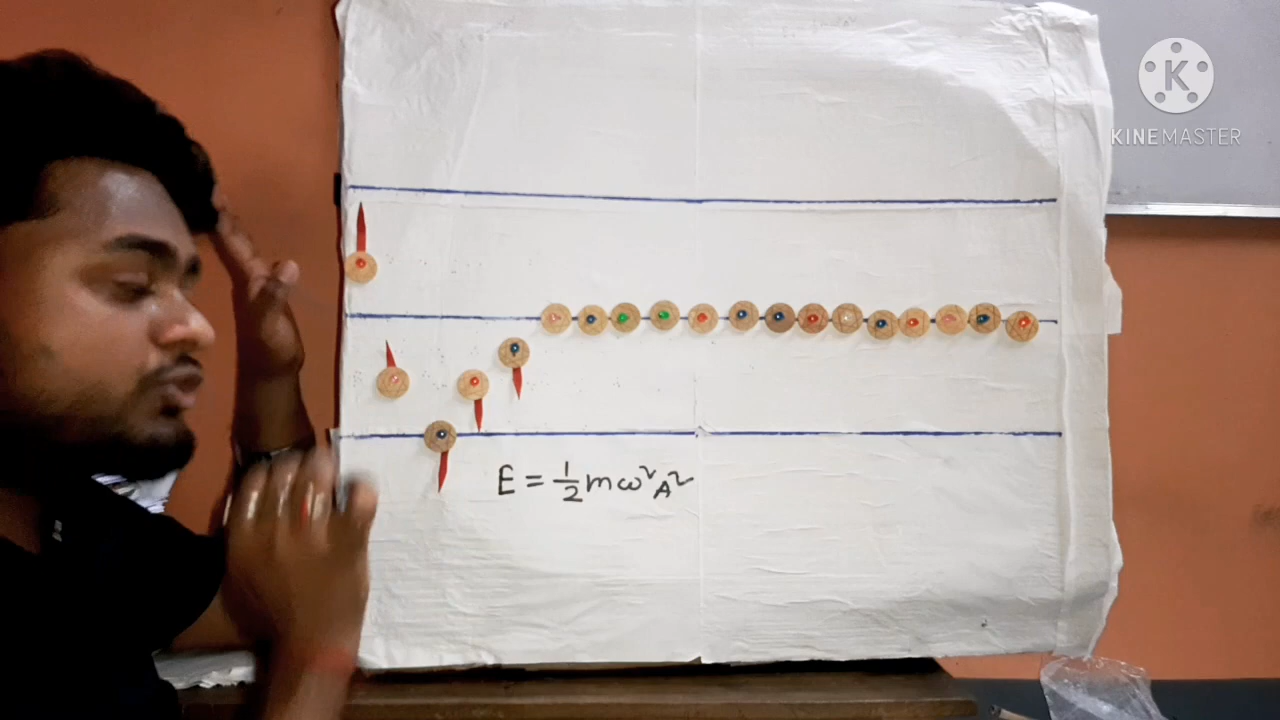 K
KINEMASTER
E = ½mω²A²